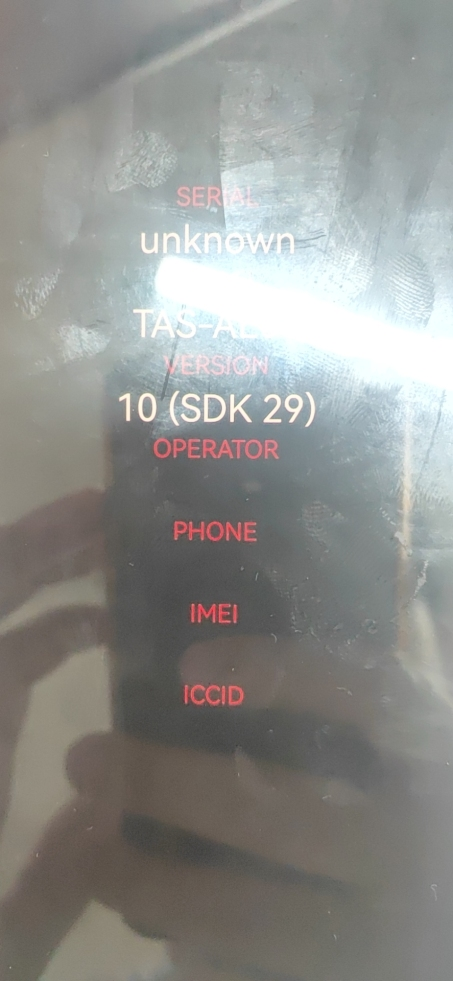 SERIAL
unknown
VERSION
10 (SDK 29)
OPERATOR
PHONE
IMEI
ICCID